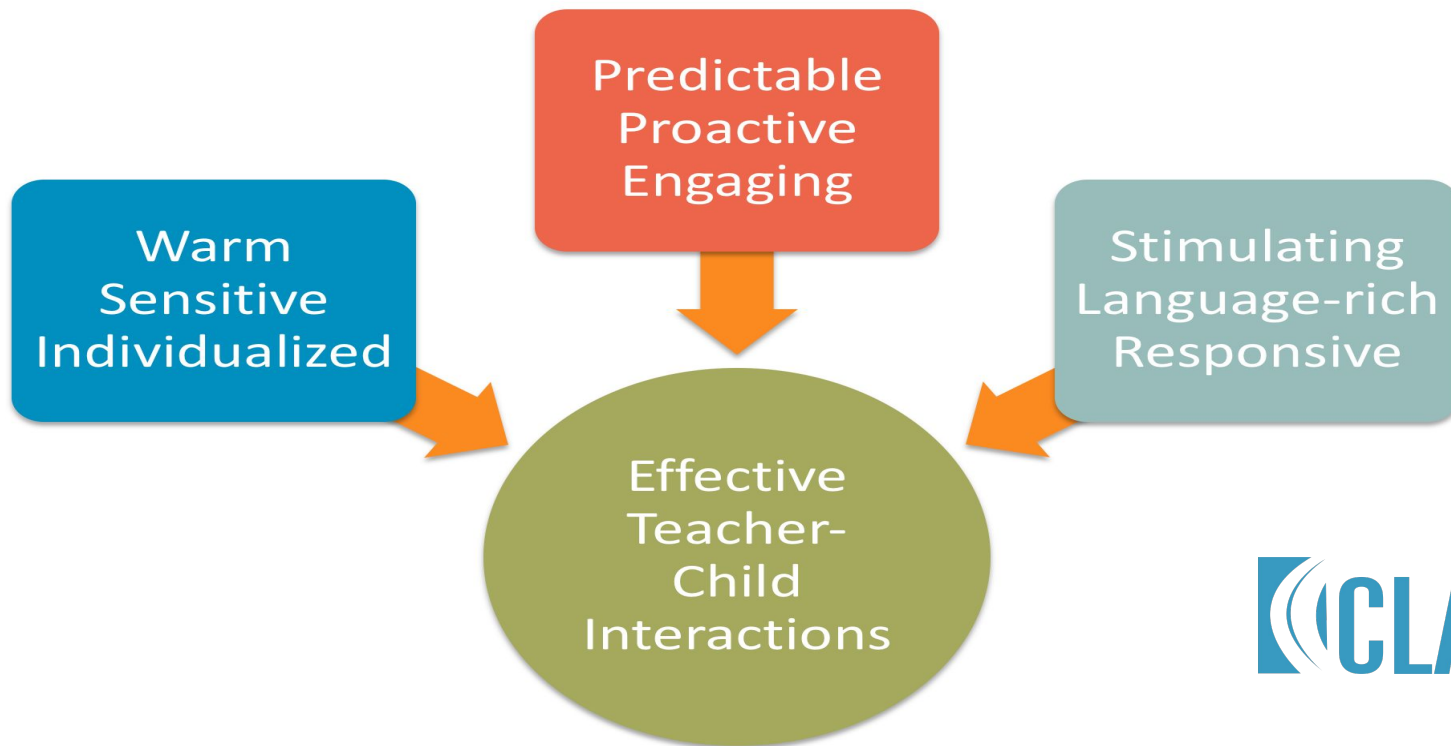 Predictable
Proactive
Engaging
Warm
Sensitive
Individualized
Stimulating
Language-rich
Responsive
Effective
Teacher-
Child
Interactions